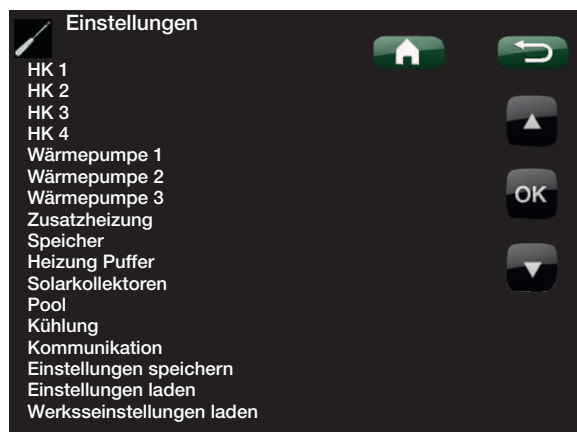 Einstellungen
HK 1
HK 2
HK 3
HK 4
Wärmepumpe 1
Wärmepumpe 2
Wärmepumpe 3
OK
Zusatzheizung
Speicher
Heizung Puffer
Solarkollektoren
Pool
Kühlung
Kommunikation
Einstellungen speichern
Einstellungen laden
Werksseinstellungen laden